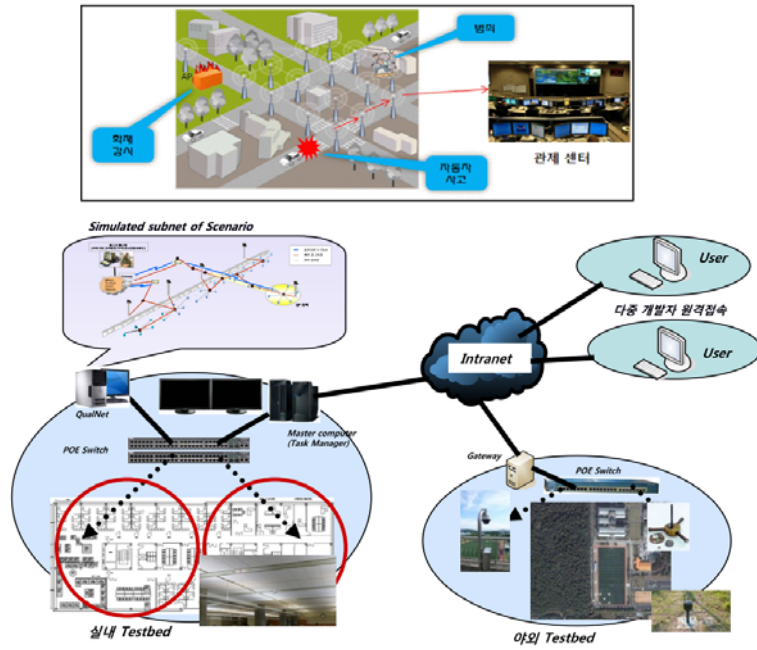 범죄
AP
화재
감시
자동차
사고
관제 센터
Simulated subnet of Scenario
User
다중 개발자 원격접속
User
Intranet
QualNet
Master computer
(Task Manager)
POE Switch
Gateway
POE Switch
실내 Testbed
야외 Testbed